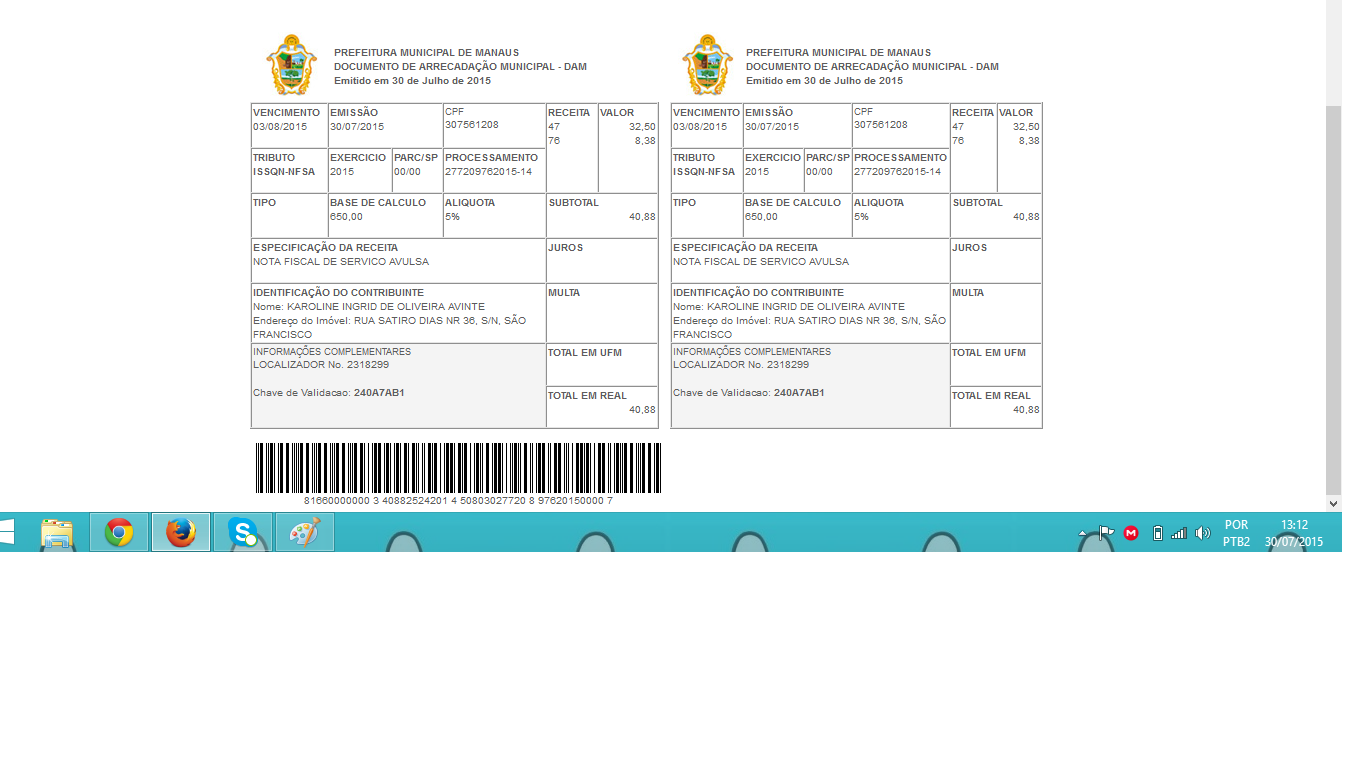 PREFEITURA MUNICIPAL DE MANAUS
DOCUMENTO DE ARRECADAÇÃO MUNICIPAL - DAM
Emitido em 30 de Julho de 2015
VENCIMENTO EMISSÃO CPF RECEITA VALOR
03/08/2015 30/07/2015 307561208 47 32,50
76 8,38
TRIBUTO EXERCICIO PARC/SP PROCESSAMENTO
ISSQN-NFSA 2015 00/00 277209762015-14
TIPO BASE DE CALCULO ALIQUOTA SUBTOTAL
650,00 5% 40,88
ESPECIFICAÇÃO DA RECEITA JUROS
NOTA FISCAL DE SERVICO AVULSA
IDENTIFICAÇÃO DO CONTRIBUINTE MULTA
Nome: KAROLINE INGRID DE OLIVEIRA AVINTE
Endereço do Imóvel: RUA SATIRO DIAS NR 36, S/N, SÃO
FRANCISCO
INFORMAÇÕES COMPLEMENTARES TOTAL EM UFM
LOCALIZADOR No. 2318299
Chave de Validacao: 240A7AB1 TOTAL EM REAL
40,88
81660000000 3 40882524201 4 50803027720 8 97620150000 7
PREFEITURA MUNICIPAL DE MANAUS
DOCUMENTO DE ARRECADAÇÃO MUNICIPAL - DAM
Emitido em 30 de Julho de 2015
VENCIMENTO EMISSÃO CPF RECEITA VALOR
03/08/2015 30/07/2015 307561208 47 32,50
76 8,38
TRIBUTO EXERCICIO PARC/SP PROCESSAMENTO
ISSQN-NFSA 2015 00/00 277209762015-14
TIPO BASE DE CALCULO ALIQUOTA SUBTOTAL
650,00 5% 40,88
ESPECIFICAÇÃO DA RECEITA JUROS
NOTA FISCAL DE SERVICO AVULSA
IDENTIFICAÇÃO DO CONTRIBUINTE MULTA
Nome: KAROLINE INGRID DE OLIVEIRA AVINTE
Endereço do Imóvel: RUA SATIRO DIAS NR 36, S/N, SÃO
FRANCISCO
INFORMAÇÕES COMPLEMENTARES TOTAL EM UFM
LOCALIZADOR No. 2318299
Chave de Validacao: 240A7AB1 TOTAL EM REAL
40,88
POR 13:12
PTB2 30/07/2015